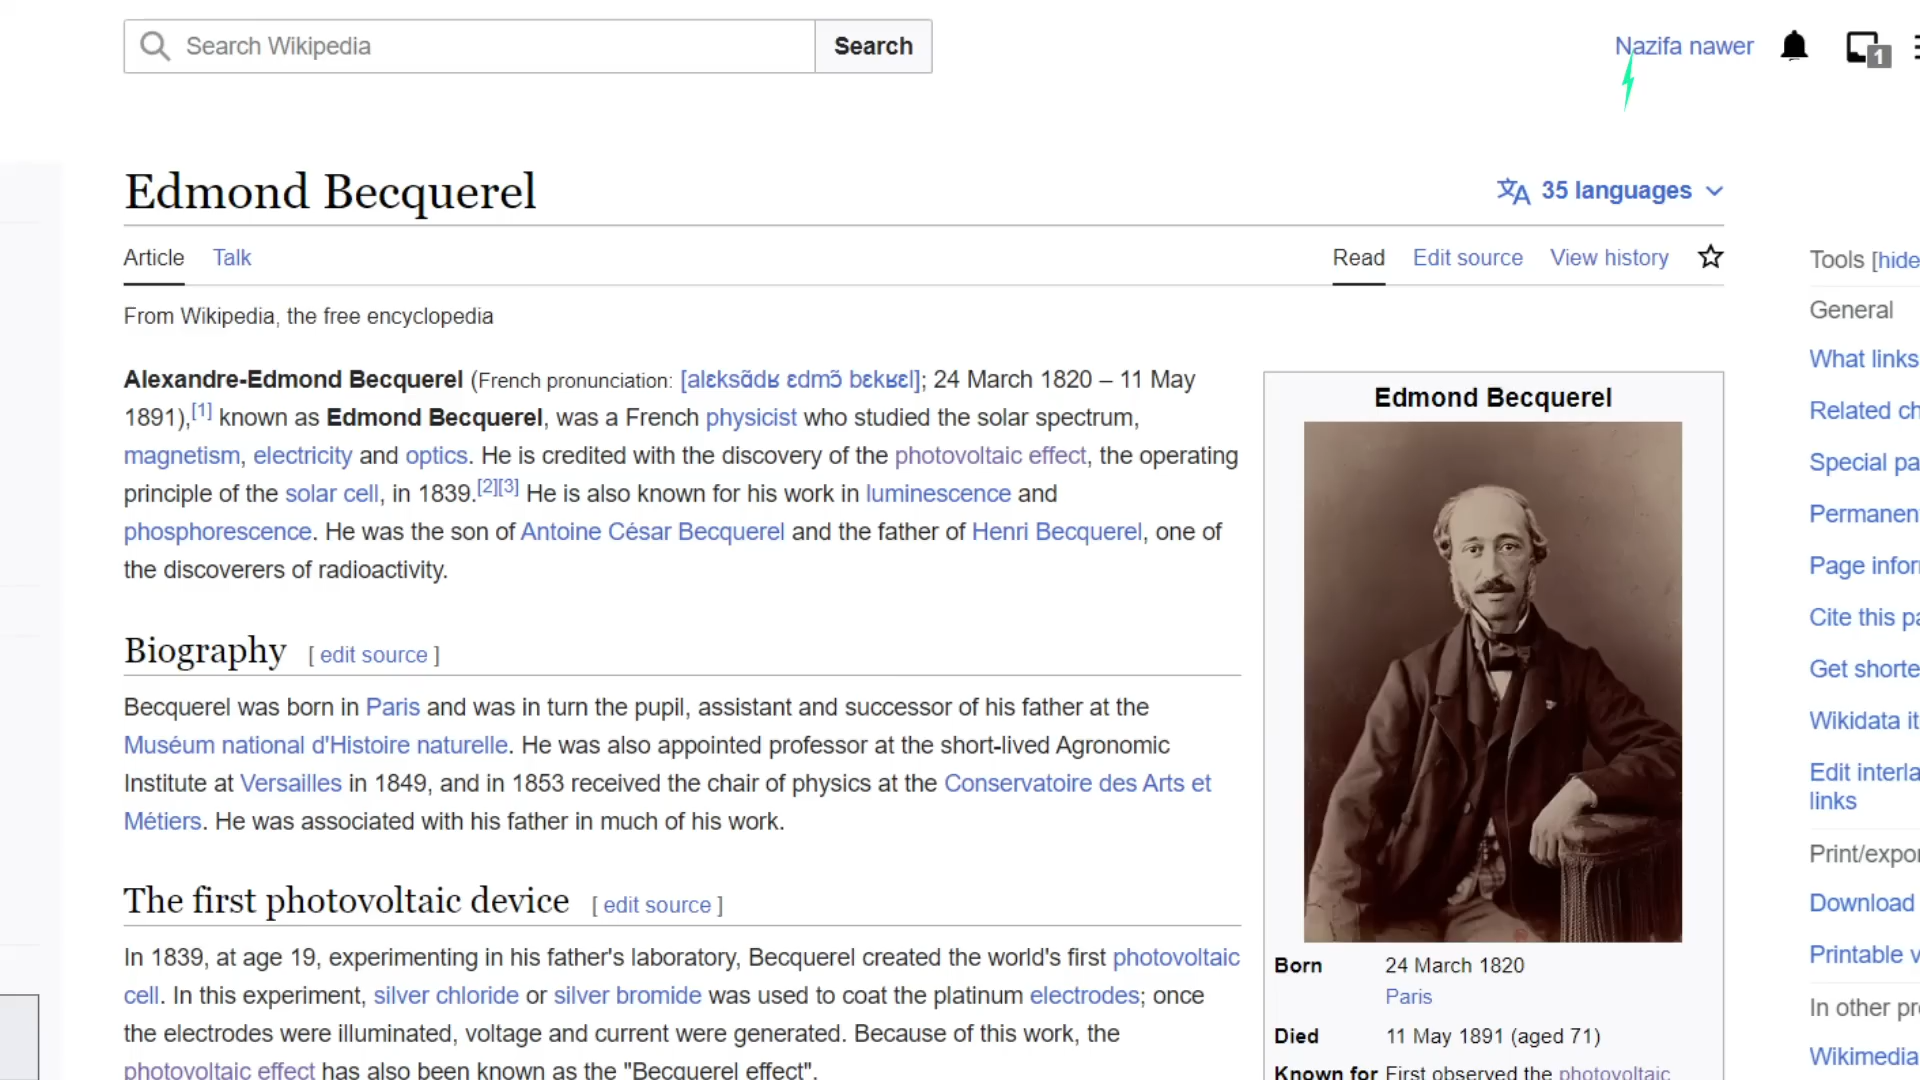 Search Wikipedia
Search
Nazifa nawer
1
Edmond Becquerel
35 languages
Article
Talk
Read
Edit source
View history
Tools [hide
From Wikipedia, the free encyclopedia
General
What links
Related ch
Special pa
Permanen
Page infor
Cite this pa
Get shorte
Wikidata it
Edit interla
links
Print/expor
Download
Printable v
In other pr
Wikimedia
Alexandre-Edmond Becquerel (French pronunciation: [alɛksɑ̃dʁ ɛdmɔ̃ bɛkʁɛl]; 24 March 1820 – 11 May
1891),[1] known as Edmond Becquerel, was a French physicist who studied the solar spectrum,
magnetism, electricity and optics. He is credited with the discovery of the photovoltaic effect, the operating
principle of the solar cell, in 1839.[2][3] He is also known for his work in luminescence and
phosphorescence. He was the son of Antoine César Becquerel and the father of Henri Becquerel, one of
the discoverers of radioactivity.
Biography [ edit source ]
Becquerel was born in Paris and was in turn the pupil, assistant and successor of his father at the
Muséum national d'Histoire naturelle. He was also appointed professor at the short-lived Agronomic
Institute at Versailles in 1849, and in 1853 received the chair of physics at the Conservatoire des Arts et
Métiers. He was associated with his father in much of his work.
The first photovoltaic device [ edit source ]
In 1839, at age 19, experimenting in his father's laboratory, Becquerel created the world's first photovoltaic
cell. In this experiment, silver chloride or silver bromide was used to coat the platinum electrodes; once
the electrodes were illuminated, voltage and current were generated. Because of this work, the
photovoltaic effect has also been known as the "Becquerel effect".
Edmond Becquerel
Born 24 March 1820
Paris
Died 11 May 1891 (aged 71)
Known for First observed the photovoltaic